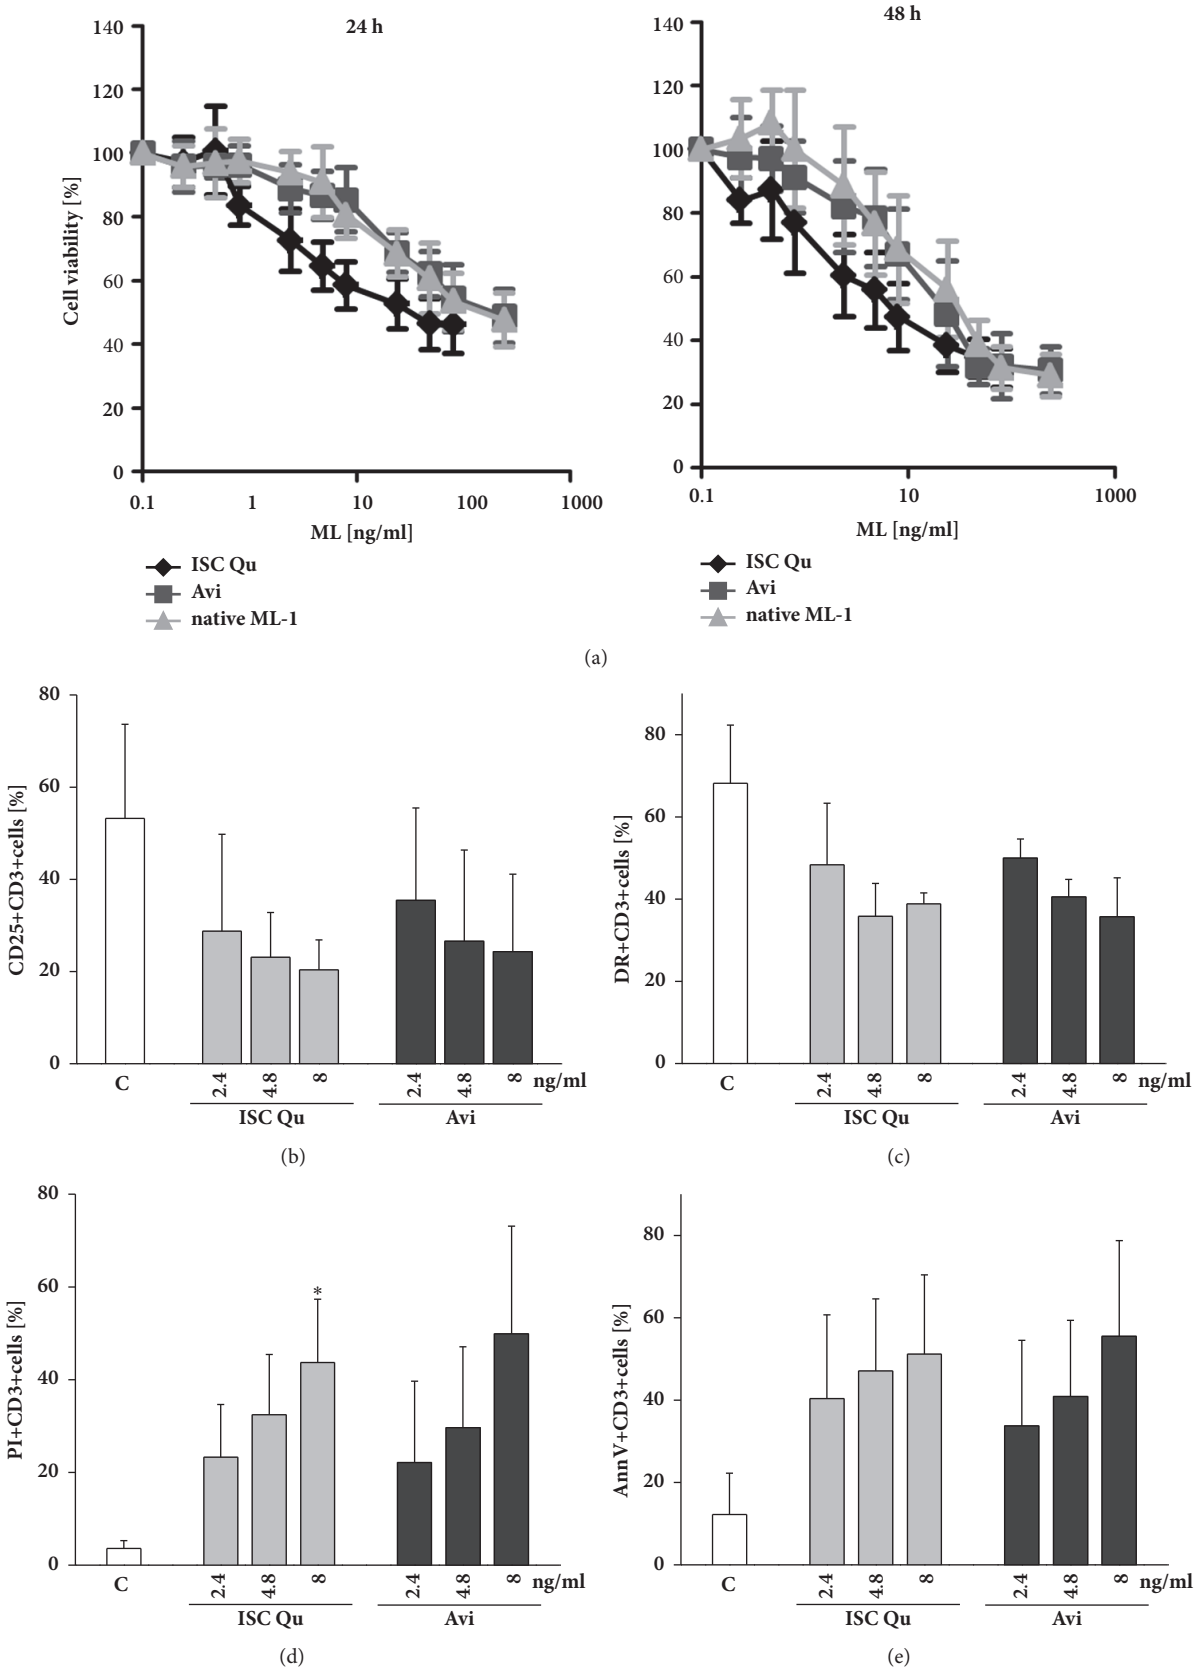 24 h
140
120
100
80
60
40
20
0
Cell viability [%]
0.1 1 10 100 1000
ML [ng/ml]
ISC Qu
Avi
native ML-1
48 h
140
120
100
80
60
40
20
0
0.1 10 1000
ML [ng/ml]
ISC Qu
Avi
native ML-1
(a)
80
60
40
20
0
CD25+CD3+cells [%]
C 2.4 4.8 8 2.4 4.8 8 ng/ml
ISC Qu Avi
(b)
80
60
40
20
0
DR+CD3+cells [%]
C 2.4 4.8 8 2.4 4.8 8 ng/ml
ISC Qu Avi
(c)
80
60
40
20
0
PI+CD3+cells [%]
*
C 2.4 4.8 8 2.4 4.8 8 ng/ml
ISC Qu Avi
(d)
80
60
40
20
0
AnnV+CD3+cells [%]
C 2.4 4.8 8 2.4 4.8 8 ng/ml
ISC Qu Avi
(e)